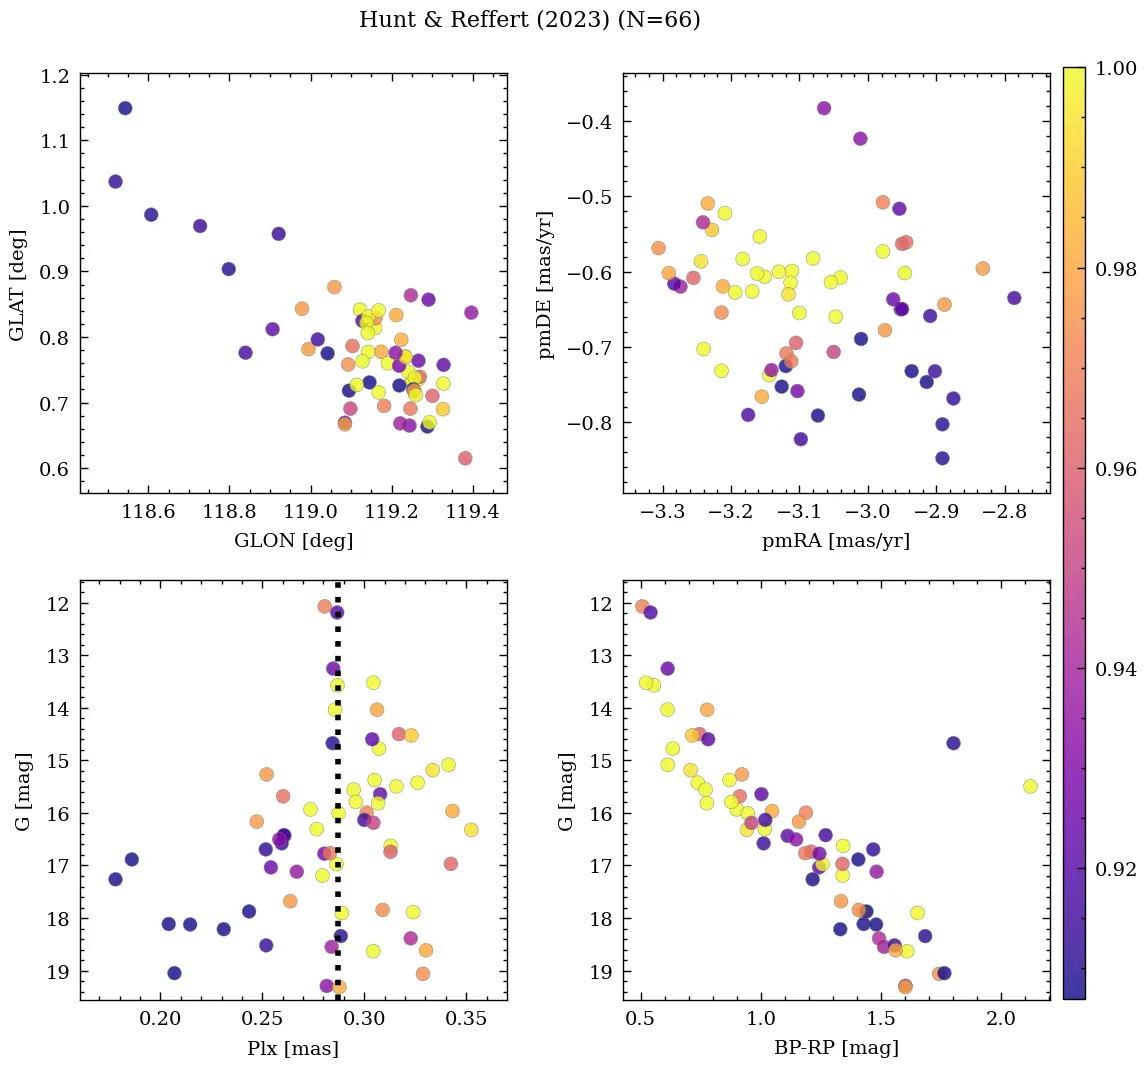 Hunt & Reffert (2023) (N=66)
1.2
1.1
1.0
0.9
0.8
0.7
0.6
GLAT [deg]
118.6 118.8 119.0 119.2 119.4
GLON [deg]
−0.4
−0.5
−0.6
−0.7
−0.8
pmDE [mas/yr]
−3.3 −3.2 −3.1 −3.0 −2.9 −2.8
pmRA [mas/yr]
1.00
0.98
0.96
0.94
0.92
12
13
14
15
16
17
18
19
G [mag]
0.20 0.25 0.30 0.35
Plx [mas]
12
13
14
15
16
17
18
19
G [mag]
0.5 1.0 1.5 2.0
BP-RP [mag]